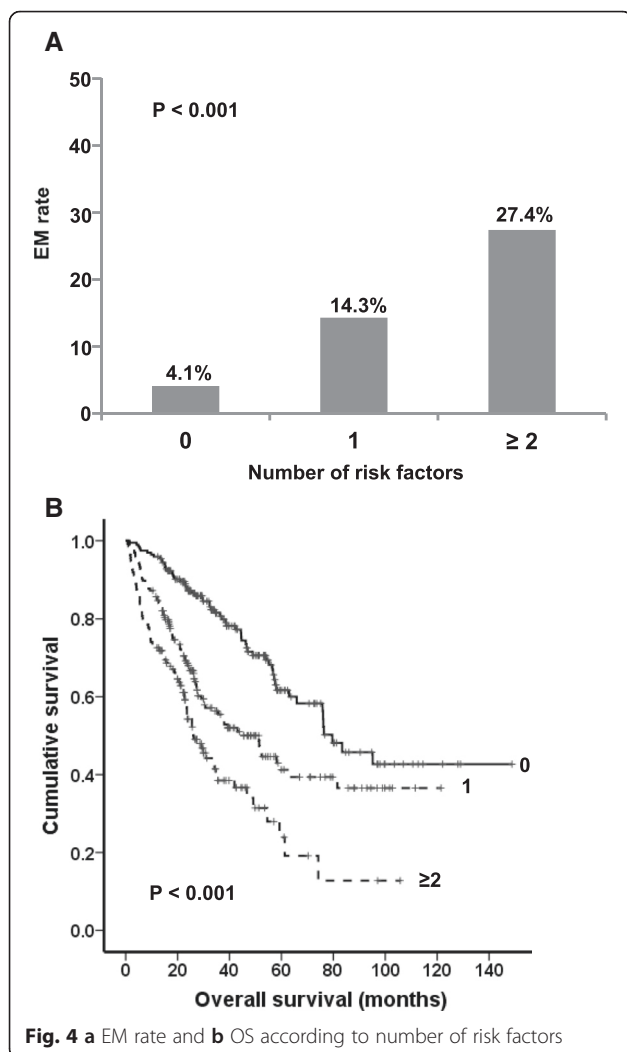 A
50
P < 0.001
40
EM rate
30
27.4%
20
14.3%
10
4.1%
0
0 1 ≥ 2
Number of risk factors
B
1.0
0.8
Cumulative survival
0.6
0.4
0
1
0.2
≥2
P < 0.001
0.0
0 20 40 60 80 100 120 140
Overall survival (months)
Fig. 4 a EM rate and b OS according to number of risk factors